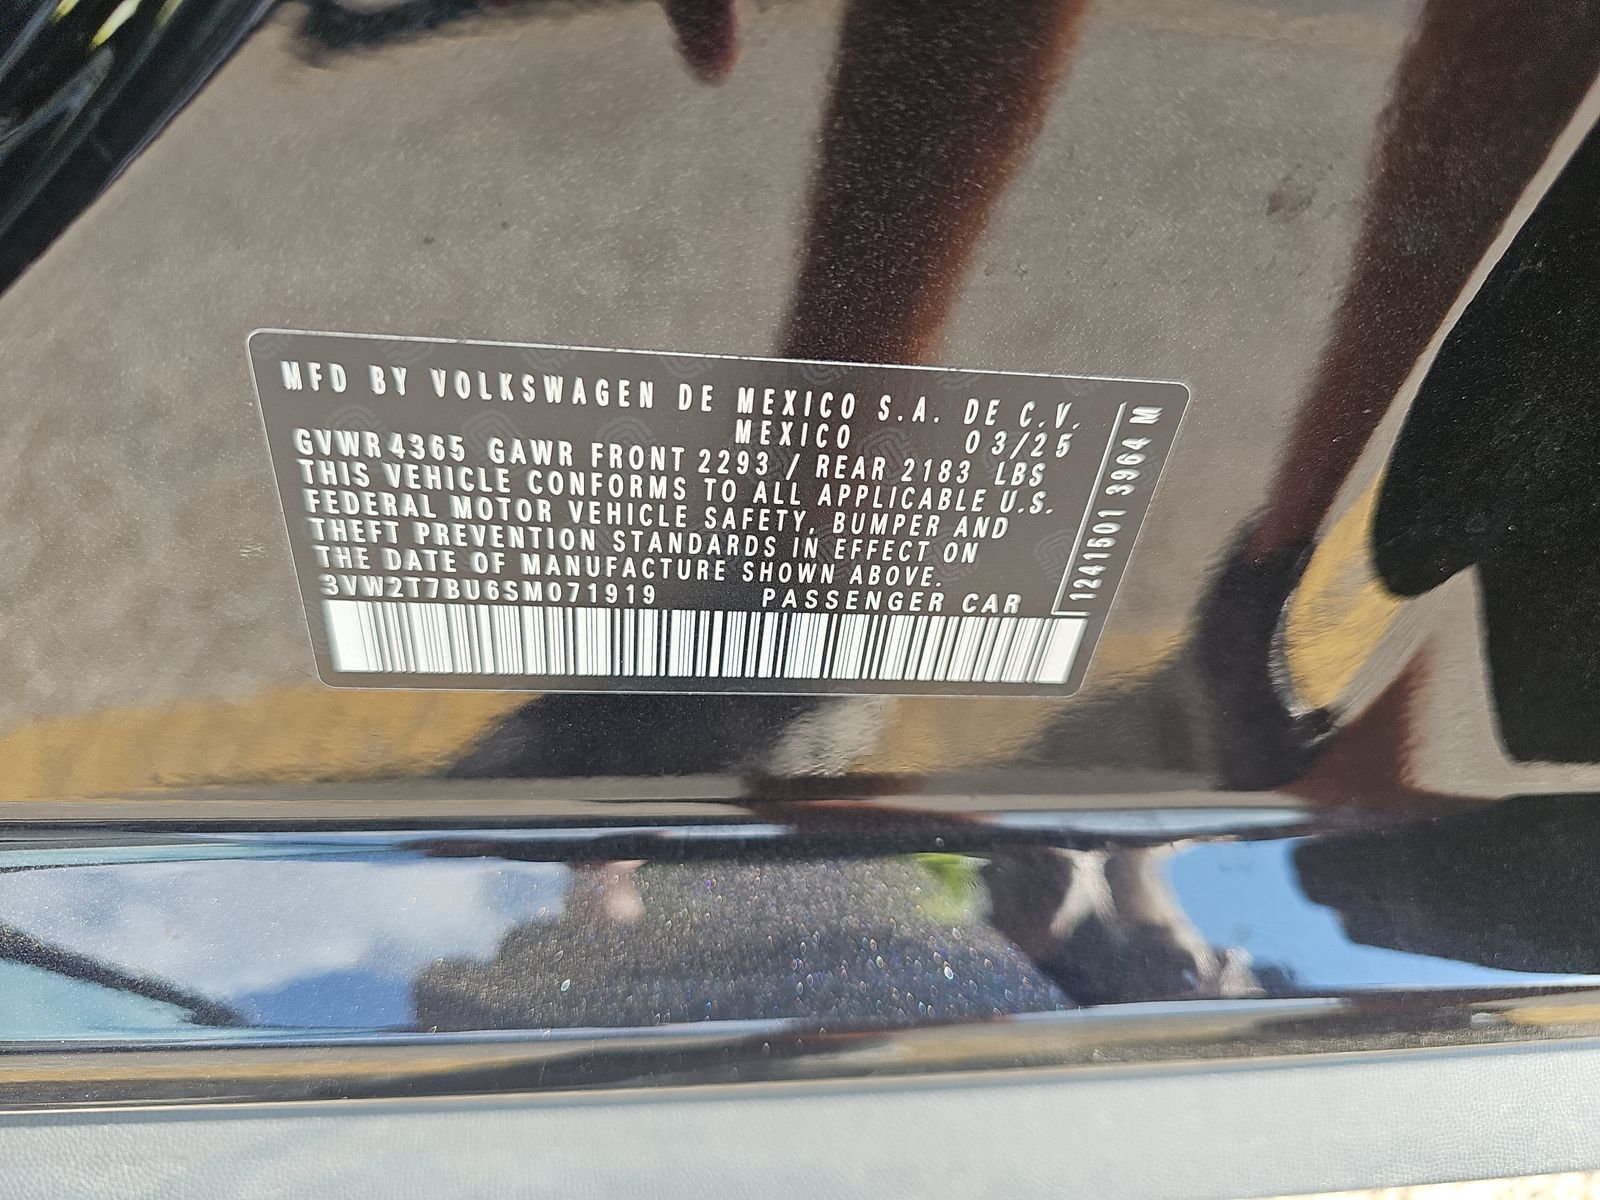 MFD BY VOLKSWAGEN DE MEXICO S.A. DE C.V.
MEXICO 03/25
GVWR 4365 GAWR FRONT 2293 / REAR 2183 LBS
THIS VEHICLE CONFORMS TO ALL APPLICABLE U.S.
FEDERAL MOTOR VEHICLE SAFETY, BUMPER AND
THEFT PREVENTION STANDARDS IN EFFECT ON
THE DATE OF MANUFACTURE SHOWN ABOVE.
3VW2T7BU6SM071919 PASSENGER CAR
1241501 3964 M